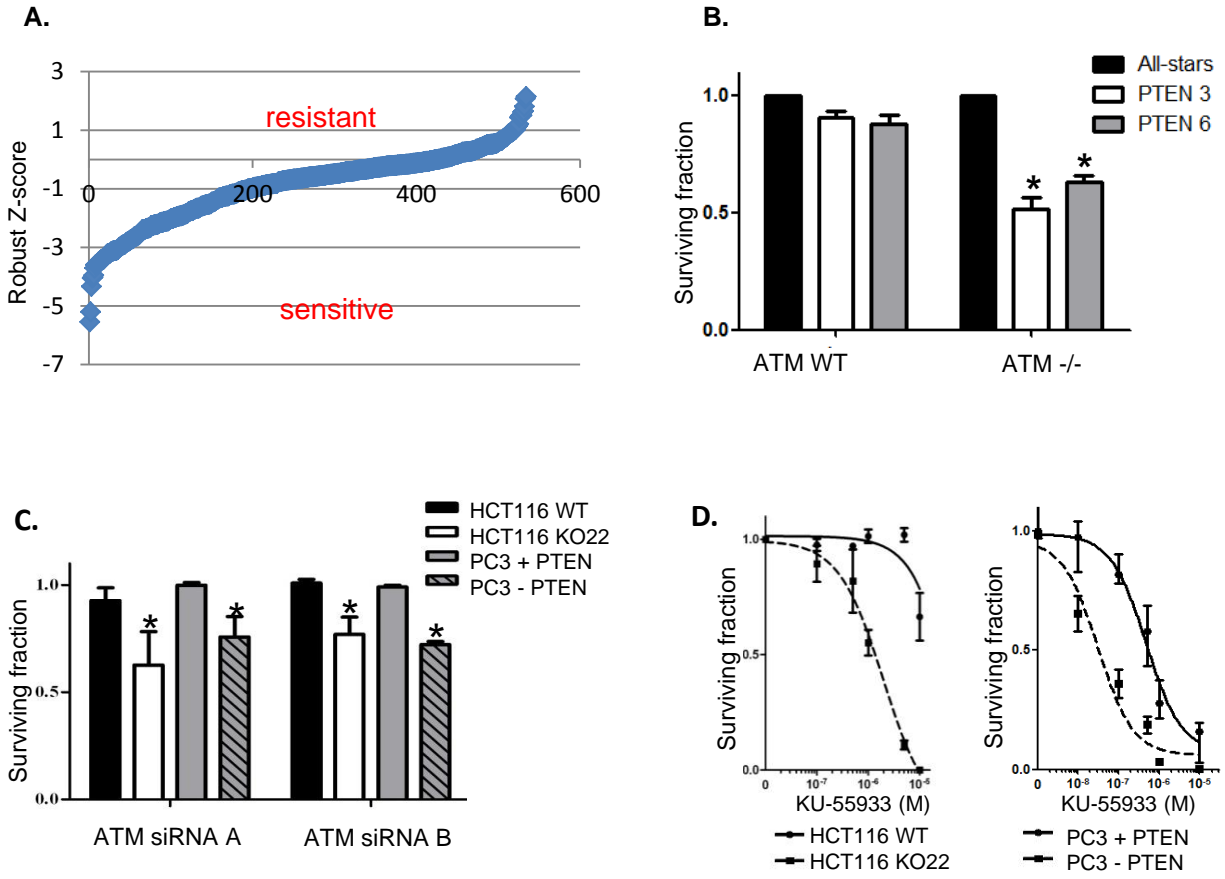 A.
Robust Z-score
3
1
-1
-3
-5
-7
0
200
400
600
resistant
sensitive
B.
Surviving fraction
1.0
0.5
0.0
All-stars
PTEN 3
PTEN 6
*
*
ATM WT
ATM -/-
C.
HCT116 WT
HCT116 KO22
PC3 + PTEN
PC3 - PTEN
Surviving fraction
1.0
0.5
0.0
*
*
*
*
ATM siRNA A
ATM siRNA B
D.
Surviving fraction
1.0
0.5
0.0
0
10⁻⁷
10⁻⁶
10⁻⁵
KU-55933 (M)
HCT116 WT
HCT116 KO22
Surviving fraction
1.0
0.5
0.0
0
10⁻⁸
10⁻⁷
10⁻⁶
10⁻⁵
KU-55933 (M)
PC3 + PTEN
PC3 - PTEN